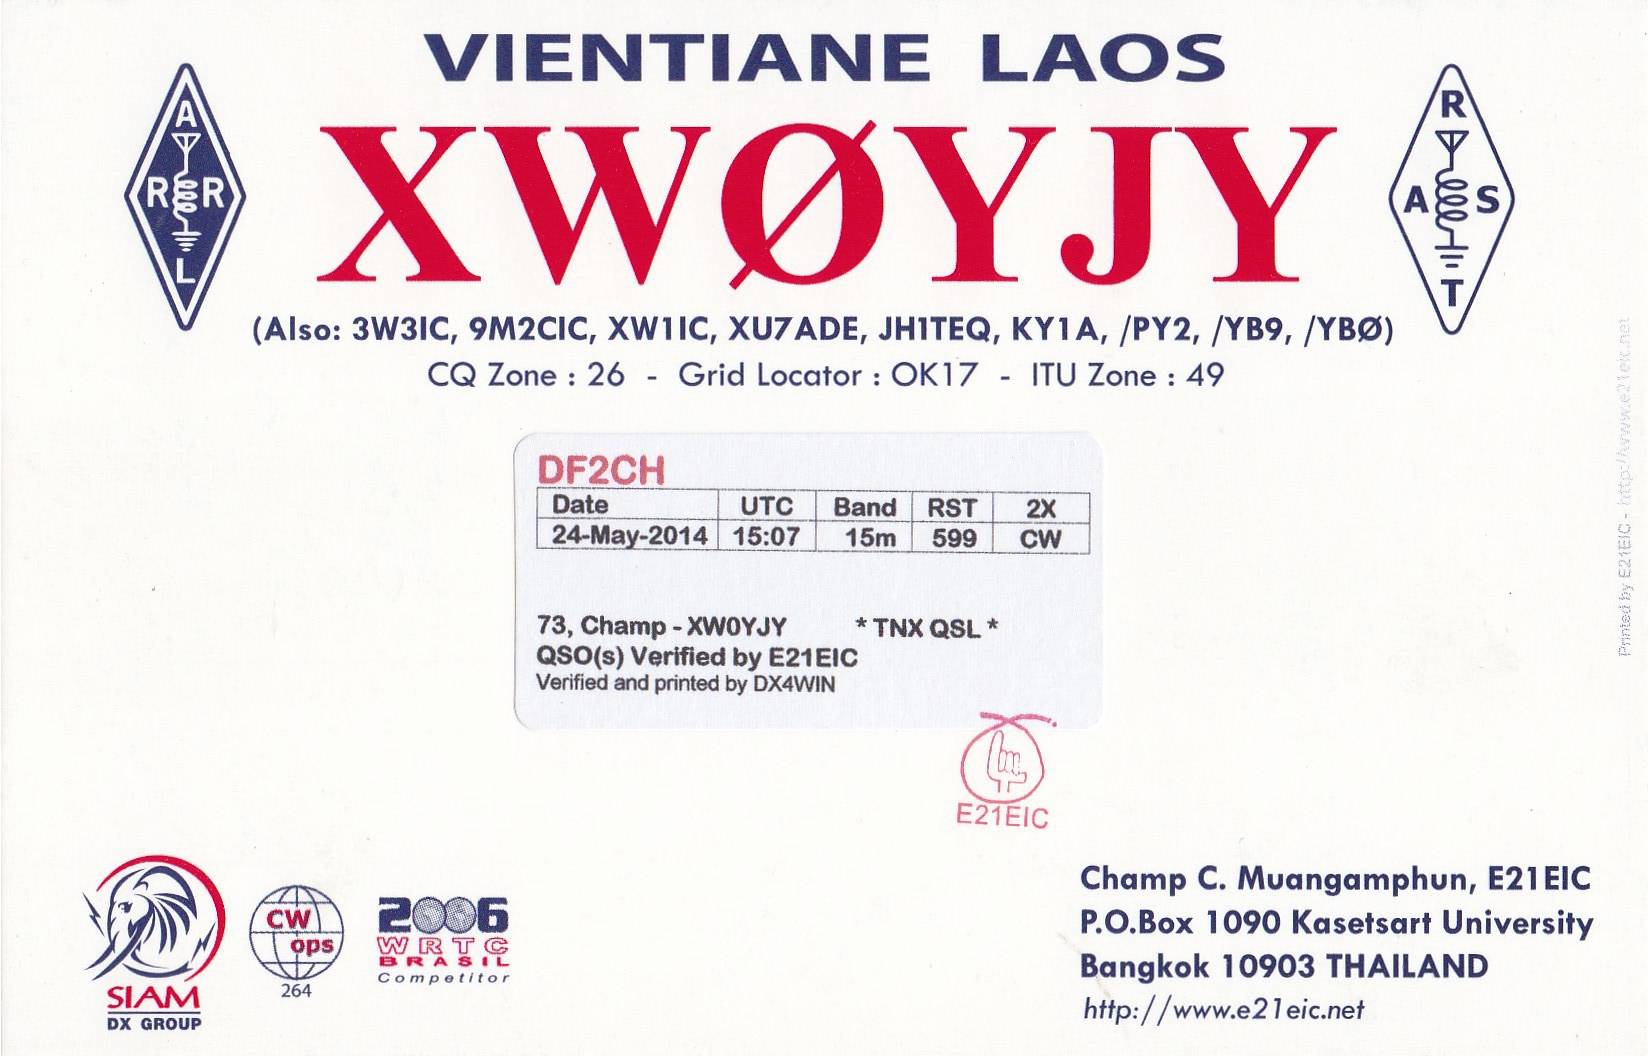 VIENTIANE LAOS
A
R R
L
XWØYJY
R
A S
T
(Also: 3W3IC, 9M2CIC, XW1IC, XU7ADE, JH1TEQ, KY1A, /PY2, /YB9, /YBØ)
CQ Zone : 26 - Grid Locator : OK17 - ITU Zone : 49
DF2CH
Date UTC Band RST 2X
24-May-2014 15:07 15m 599 CW
73, Champ - XW0YJY * TNX QSL *
QSO(s) Verified by E21EIC
Verified and printed by DX4WIN
E21EIC
SIAM
DX GROUP
CW
ops
264
2006
WRTC
BRASIL
Competitor
Champ C. Muangamphun, E21EIC
P.O.Box 1090 Kasetsart University
Bangkok 10903 THAILAND
http://www.e21eic.net
Printed by E21EIC - http://www.e21eic.net